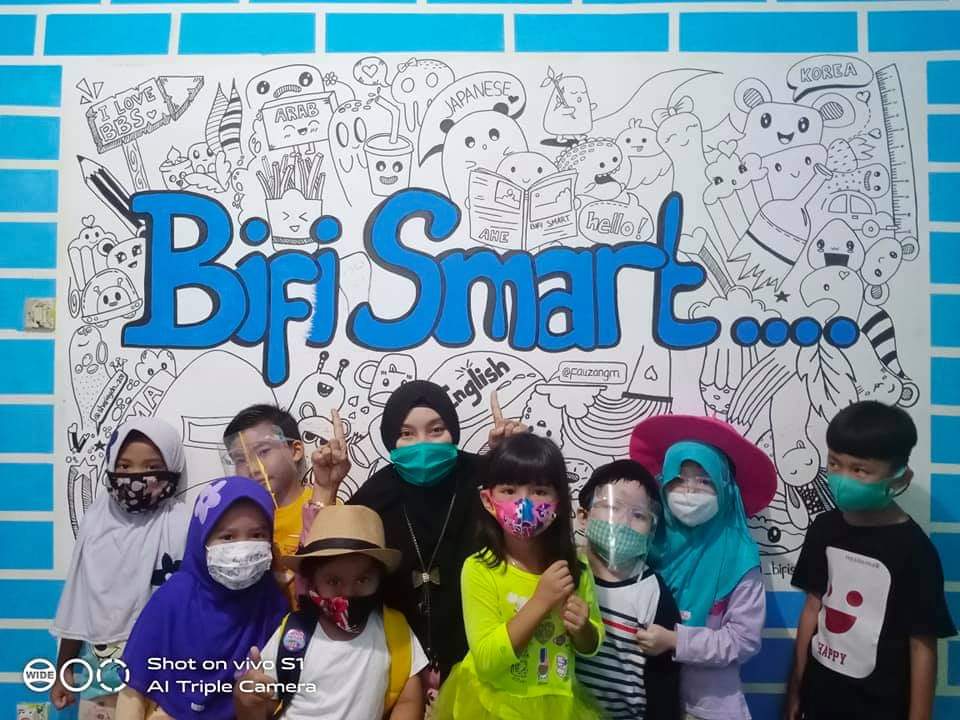 I LOVE
BBS
ARAB
JAPANESE
KOREA
AHE
BIFI SMART
hello!
Bifi Smart....
English
@fauzangm
HAPPY
WIDE
Shot on vivo S1
AI Triple Camera